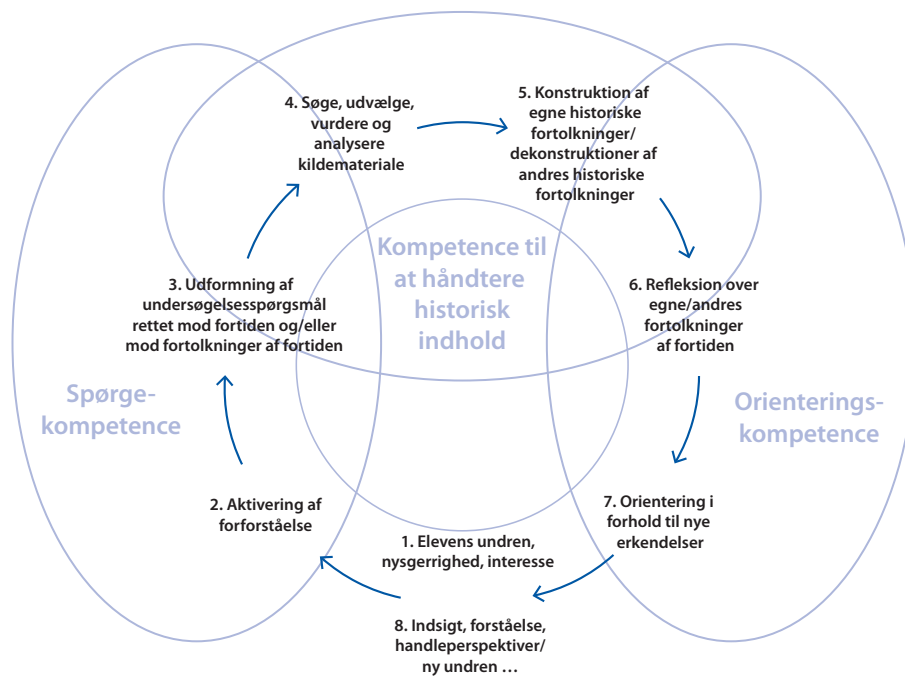 4. Søge, udvælge,
vurdere og
analysere
kildemateriale
5. Konstruktion af
egne historiske
fortolkninger/
dekonstruktioner af
andres historiske
fortolkninger
Kompetence til
at håndtere
historisk
indhold
3. Udformning af
undersøgelsesspørgsmål
rettet mod fortiden og/eller
mod fortolkninger af fortiden
6. Refleksion over
egne/andres
fortolkninger
af fortiden
Spørge-
kompetence
Orienterings-
kompetence
2. Aktivering af
forforståelse
7. Orientering i
forhold til nye
erkendelser
1. Elevens undren,
nysgerrighed, interesse
8. Indsigt, forståelse,
handleperspektiver/
ny undren …